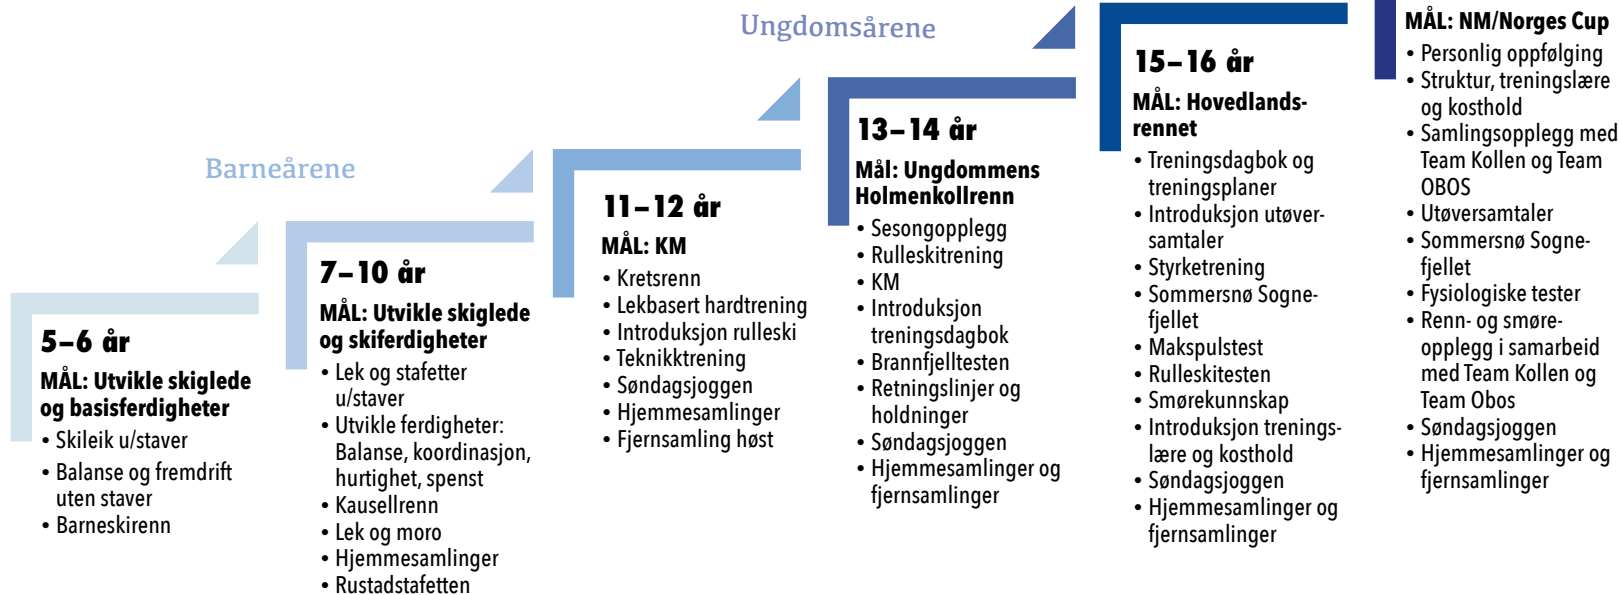 Barneårene
Ungdomsårene
5–6 år
MÅL: Utvikle skiglede
og basisferdigheter
• Skileik u/staver
• Balanse og fremdrift
uten staver
• Barneskirenn
7–10 år
MÅL: Utvikle skiglede
og skiferdigheter
• Lek og stafetter
u/staver
• Utvikle ferdigheter:
Balanse, koordinasjon,
hurtighet, spenst
• Kausellrenn
• Lek og moro
• Hjemmesamlinger
• Rustadstafetten
11–12 år
MÅL: KM
• Kretsrenn
• Lekbasert hardtrening
• Introduksjon rulleski
• Teknikktrening
• Søndagsjoggen
• Hjemmesamlinger
• Fjernsamling høst
13–14 år
Mål: Ungdommens
Holmenkollrenn
• Sesongopplegg
• Rulleskitrening
• KM
• Introduksjon
treningsdagbok
• Brannfjelltesten
• Retningslinjer og
holdninger
• Søndagsjoggen
• Hjemmesamlinger og
fjernsamlinger
15–16 år
MÅL: Hovedlands-
rennet
• Treningsdagbok og
treningsplaner
• Introduksjon utøver-
samtaler
• Styrketrening
• Sommersnø Sogne-
fjellet
• Makspulstest
• Rulleskitesten
• Smørekunnskap
• Introduksjon trenings-
lære og kosthold
• Søndagsjoggen
• Hjemmesamlinger og
fjernsamlinger
MÅL: NM/Norges Cup
• Personlig oppfølging
• Struktur, treningslære
og kosthold
• Samlingsopplegg med
Team Kollen og Team
OBOS
• Utøversamtaler
• Sommersnø Sogne-
fjellet
• Fysiologiske tester
• Renn- og smøre-
opplegg i samarbeid
med Team Kollen og
Team Obos
• Søndagsjoggen
• Hjemmesamlinger og
fjernsamlinger